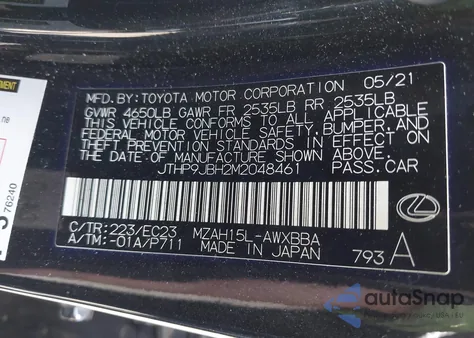 MFD. BY: TOYOTA MOTOR CORPORATION 05/21
GVWR 4650LB GAWR FR 2535LB RR 2535LB
THIS VEHICLE CONFORMS TO ALL APPLICABLE
FEDERAL MOTOR VEHICLE SAFETY, BUMPER, AND
THEFT PREVENTION STANDARDS IN EFFECT ON
THE DATE OF MANUFACTURE SHOWN ABOVE.
JTHP9JBH2M2048461 PASS. CAR
C/TR: 223/EC23 MZAH15L-AWXBBA
A/TM: -01A/P711 MADE IN JAPAN 793 A
76240
autoSnap